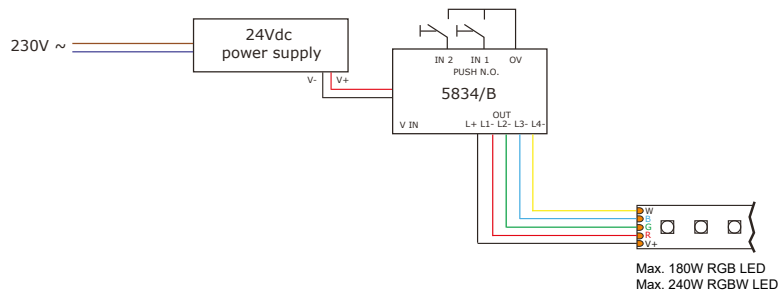 230V ~
24Vdc
power supply
V- V+
IN 2 IN 1 OV
PUSH N.O.
5834/B
OUT
V IN L+ L1- L2- L3- L4-
W
B
G
R
V+
Max. 180W RGB LED
Max. 240W RGBW LED